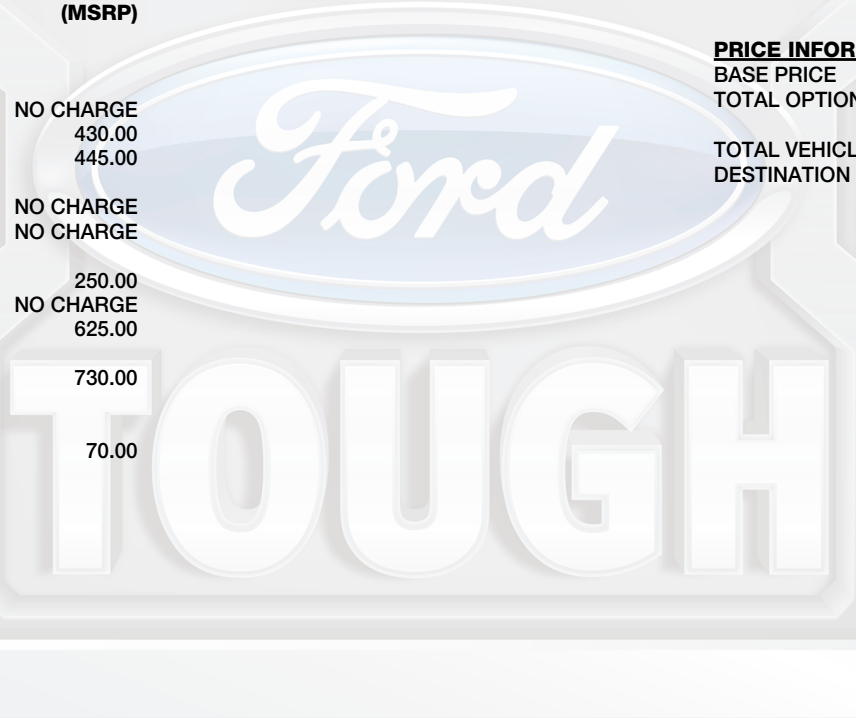 (MSRP)
NO CHARGE
430.00
445.00
NO CHARGE
NO CHARGE
250.00
NO CHARGE
625.00
730.00
70.00
PRICE INFOR
BASE PRICE
TOTAL OPTION
TOTAL VEHICL
DESTINATION
Ford
TOUGH